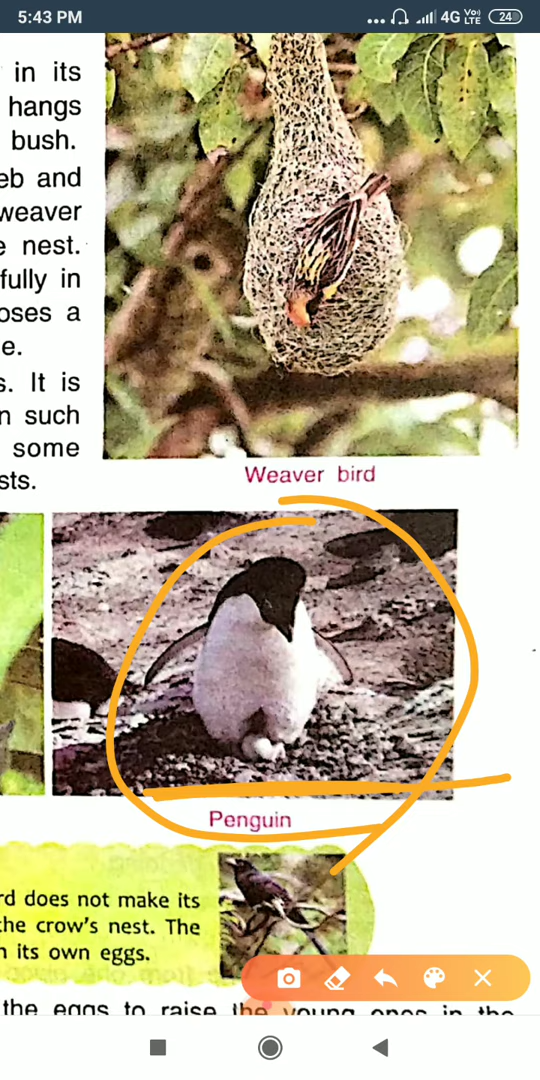 5:43 PM
4G
Vo)
LTE
24
in its
hangs
bush.
eb and
weaver
e nest.
fully in
oses a
e.
s. It is
n such
some
sts.
Weaver bird
Penguin
rd does not make its
the crow's nest. The
n its own eggs.
the eggs to raise the young ones in the